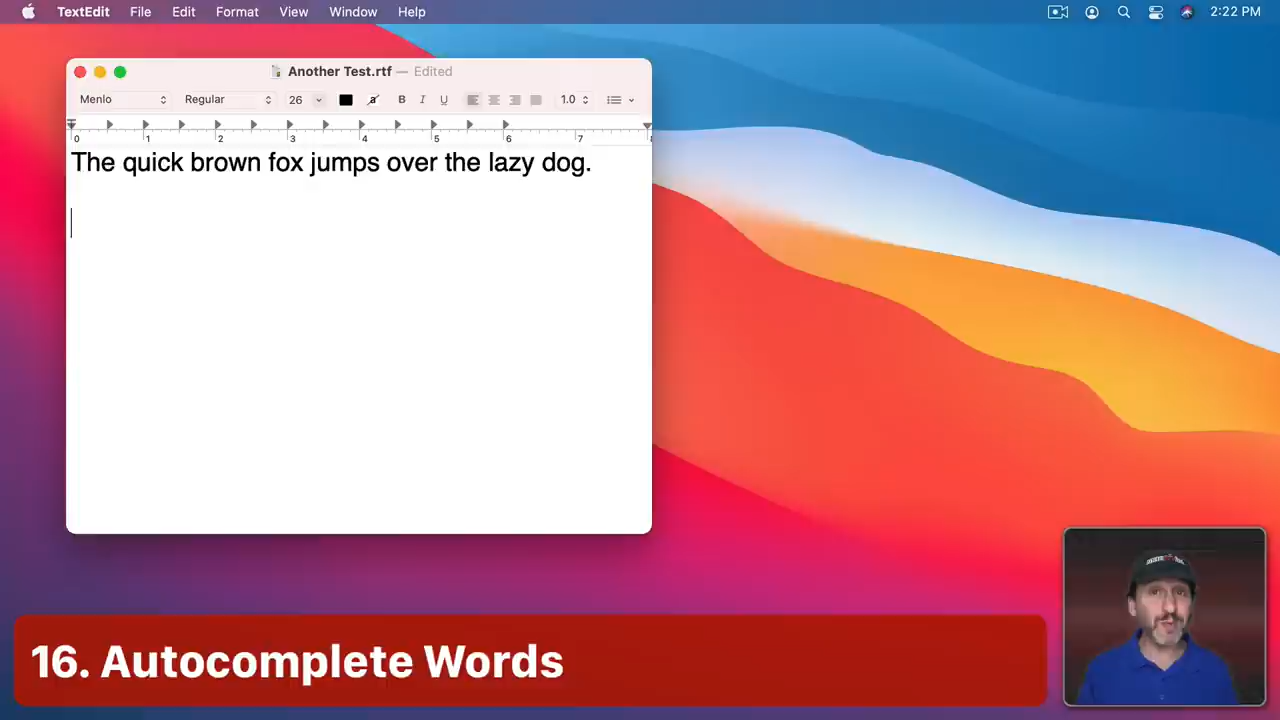 TextEdit File Edit Format View Window Help 2:22 PM
Another Test.rtf — Edited
Menlo Regular 26 a B I U 1.0
0 1 2 3 4 5 6 7 8
The quick brown fox jumps over the lazy dog.
16. Autocomplete Words